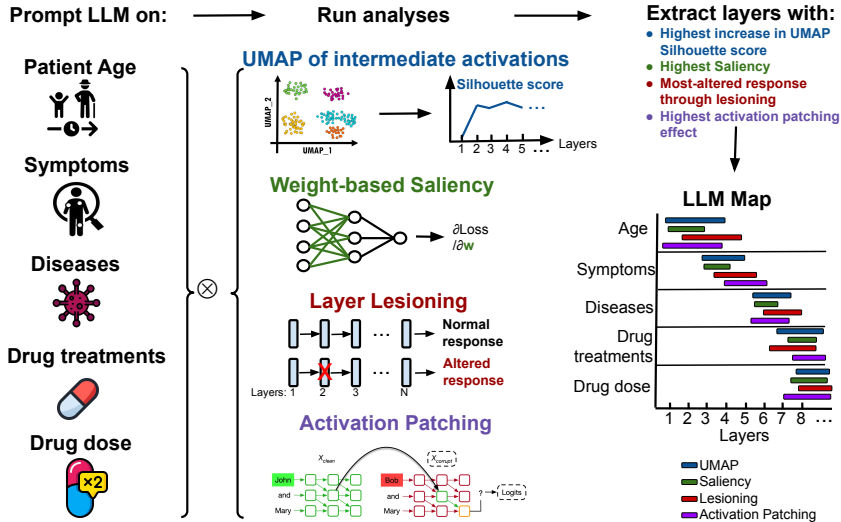 Prompt LLM on:
Run analyses
Extract layers with:
Patient Age
Symptoms
Diseases
Drug treatments
Drug dose
×2
⊗
UMAP of intermediate activations
UMAP_2
UMAP_1
Silhouette score
1 2 3 4 5 ...
Layers
Weight-based Saliency
∂Loss
/∂w
Layer Lesioning
Normal
response
X
Altered
response
Layers: 1 2 3 N
Activation Patching
X_clean
X_corrupt
John
and
Mary
Bob
and
Mary
?
Logits
• Highest increase in UMAP
Silhouette score
• Highest Saliency
• Most-altered response
through lesioning
• Highest activation patching
effect
LLM Map
Age
Symptoms
Diseases
Drug
treatments
Drug dose
1 2 3 4 5 6 7 8 ...
Layers
UMAP
Saliency
Lesioning
Activation Patching